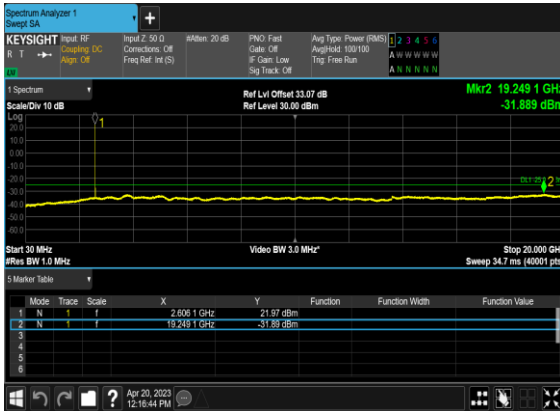 Spectrum Analyzer 1
Swept SA
KEYSIGHT Input: RF Input Z: 50 Ω #Atten: 20 dB PNO: Fast Avg Type: Power (RMS) 1 2 3 4 5 6
R T Coupling: DC Corrections: Off Gate: Off Avg|Hold: 100/100 A W W W W W
Align: Off Freq Ref: Int (S) IF Gain: Low Trig: Free Run
LXI Sig Track: Off A N N N N N
1 Spectrum Ref Lvl Offset 33.07 dB Mkr2 19.249 1 GHz
Scale/Div 10 dB Ref Level 30.00 dBm -31.889 dBm
Log
20.0 1
10.0
0.00
-10.0
-20.0 DL1 -25.0 2
-30.0
-40.0
-50.0
-60.0
Start 30 MHz Video BW 3.0 MHz* Stop 20.000 GH
#Res BW 1.0 MHz Sweep 34.7 ms (40001 pts
5 Marker Table
Mode Trace Scale X Y Function Function Width Function Value
1 N 1 f 2.606 1 GHz 21.97 dBm
2 N 1 f 19.249 1 GHz -31.89 dBm
3
4
5
6
? Apr 20, 2023
12:16:44 PM